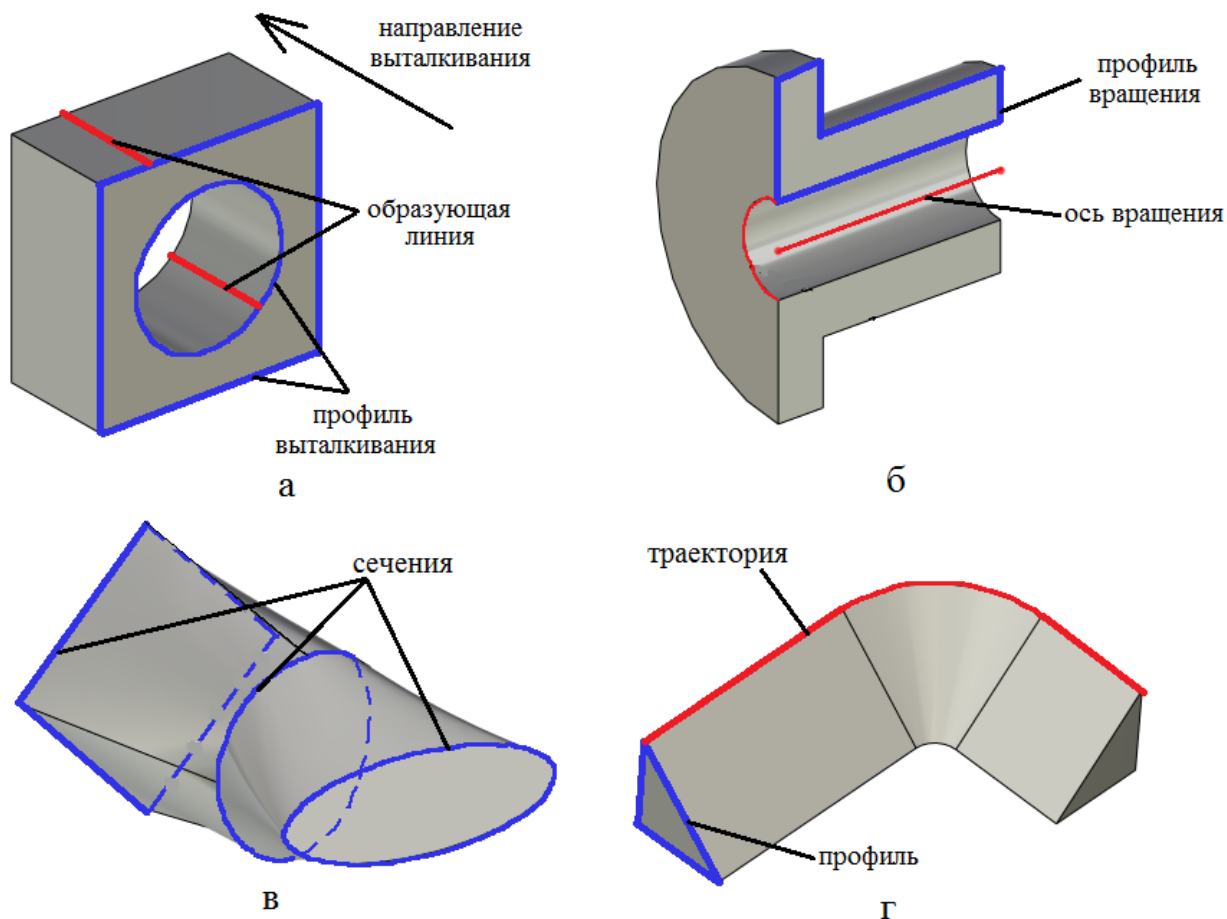 направление
выталкивания
образующая
линия
профиль
выталкивания
а
профиль
вращения
ось вращения
б
сечения
в
траектория
профиль
г